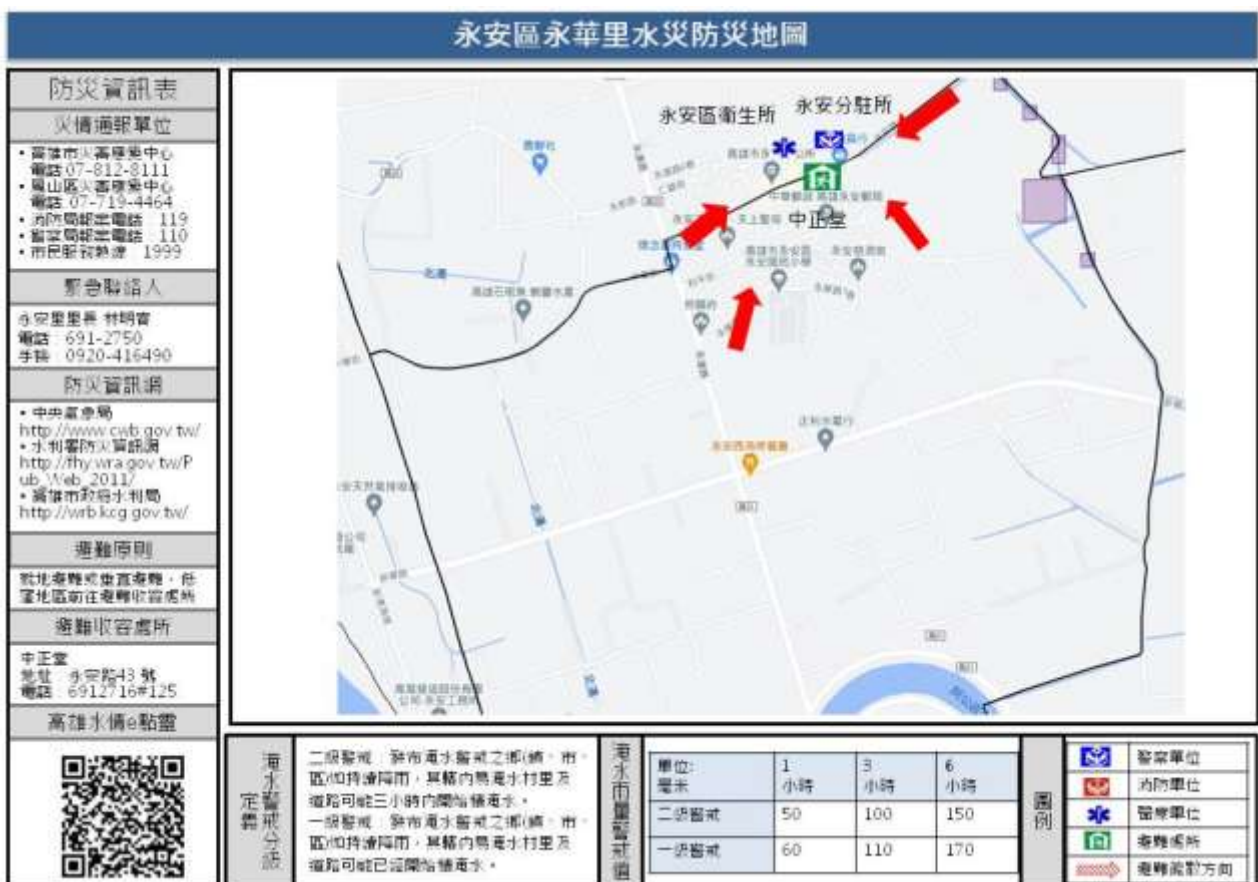 永安區永華里水災防災地圖
防災資訊表
災情通報單位
• 高雄市災害應變中心
電話 07-812-8111
• 鳳山區災害應變中心
電話 07-719-4464
• 消防局報案電話 119
• 警察局報案電話 110
• 市民服務熱線 1999
緊急聯絡人
永安里里長
電話：691-2750
手機：0920-416490
防災資訊網
• 中央氣象局
http://www.cwb.gov.tw/
• 水利署防災資訊網
http://fhy.wra.gov.tw/P
ub_Web_2011/
• 高雄市政府水利局
http://wrb.kcg.gov.tw/
避難原則
就地避難或垂直避難，低
窪地區前往避難收容處所
避難收容處所
中正堂
地址：永安路43 號
電話：6912716#125
高雄水情e點靈
永安區衛生所
永安分駐所
中正堂
北溝
北溝
北溝
正利水電行
淹水警戒分級
定義
二級警戒：發布淹水警戒之鄉(鎮、市、
區)如持續降雨，其轄內易淹水村里及
道路可能三小時內開始積淹水。
一級警戒：發布淹水警戒之鄉(鎮、市、
區)如持續降雨，其轄內易淹水村里及
道路可能已經開始積淹水。
淹水雨量警戒值
單位: 毫米 1 小時 3 小時 6 小時
二級警戒 50 100 150
一級警戒 60 110 170
圖例
警察單位
消防單位
醫療單位
避難處所
避難疏散方向